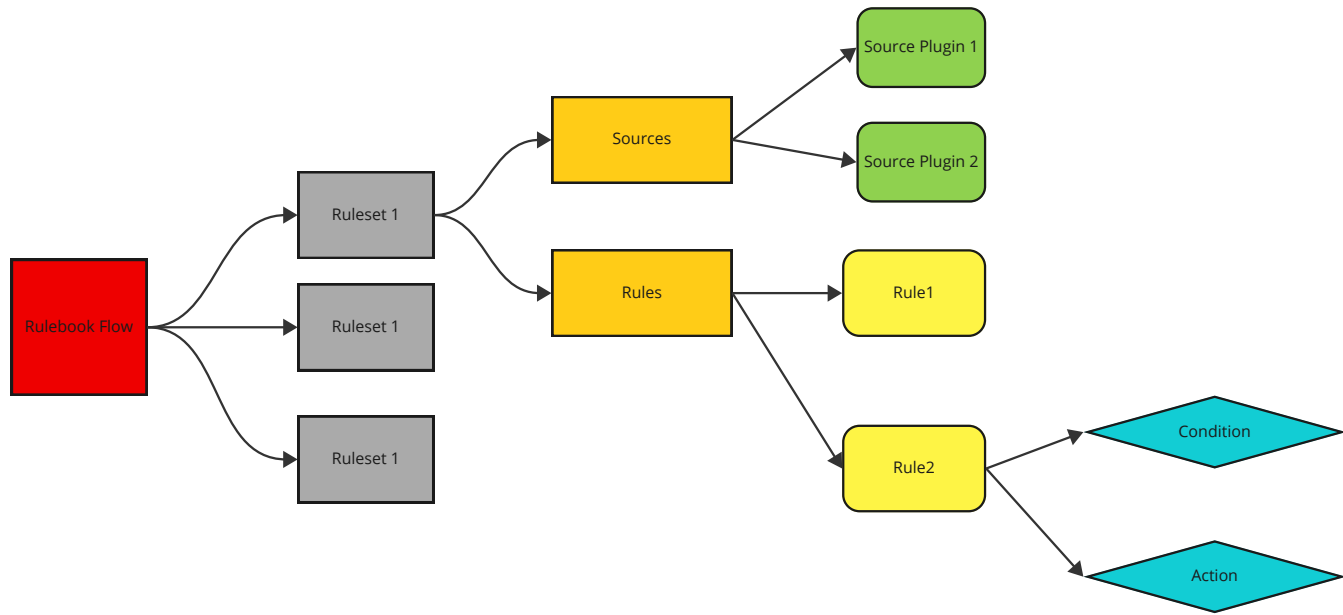 Source Plugin 1
Sources
Source Plugin 2
Ruleset 1
Rules
Rule1
Rulebook Flow
Ruleset 1
Ruleset 1
Rule2
Condition
Action